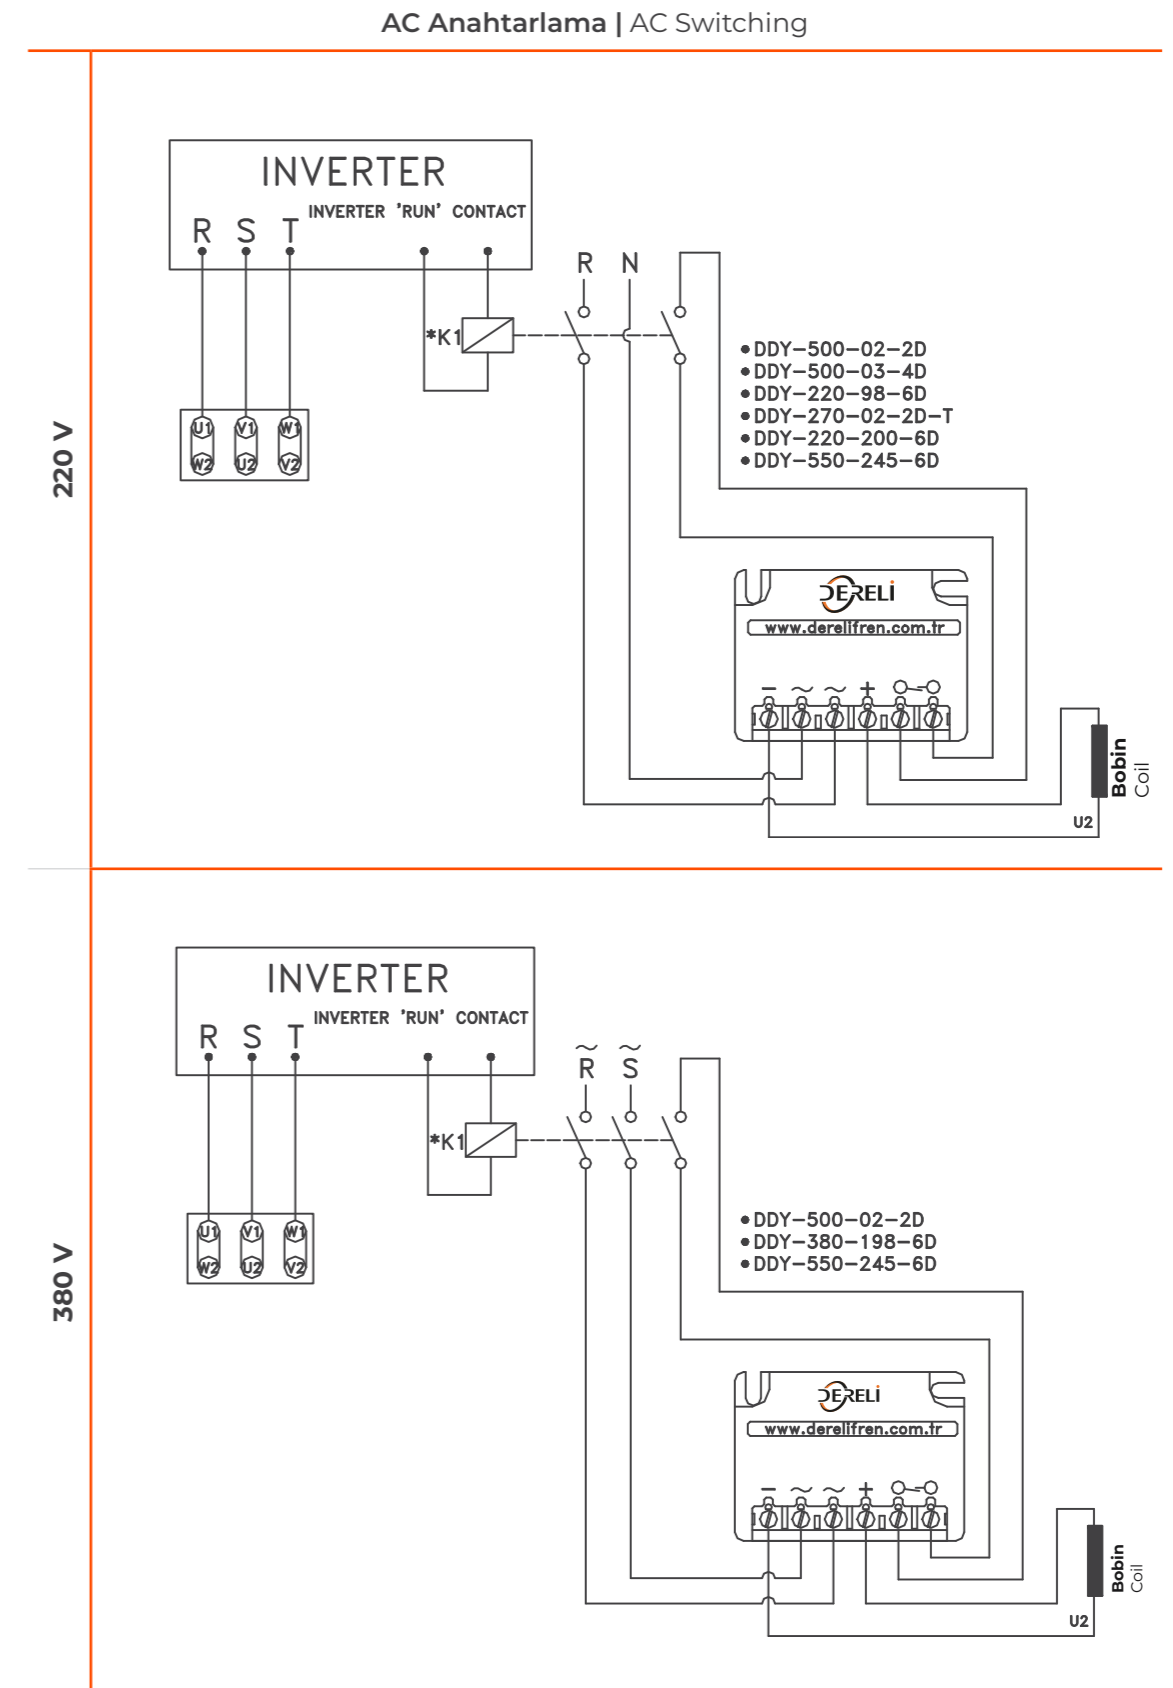 AC Anahtarlama | AC Switching
220 V
INVERTER
INVERTER 'RUN' CONTACT
R S T
R N
*K1
•DDY-500-02-2D
•DDY-500-03-4D
•DDY-220-98-6D
•DDY-270-02-2D-T
•DDY-220-200-6D
•DDY-550-245-6D
U1 V1 W1
W2 U2 V2
DERELİ
www.derelifren.com.tr
- ~ ~ +
Bobin
Coil
U2
380 V
INVERTER
INVERTER 'RUN' CONTACT
R S T
~ ~
R S
*K1
•DDY-500-02-2D
•DDY-380-198-6D
•DDY-550-245-6D
U1 V1 W1
W2 U2 V2
DERELİ
www.derelifren.com.tr
- ~ ~ +
Bobin
Coil
U2